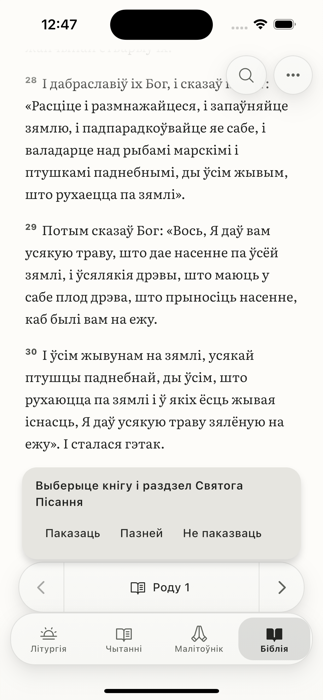 12:47
28 І дабраславіў іх Бог, і сказаў
«Расціце і размнажайцеся, і запаўняйце
зямлю, і падпарадкоўвайце яе сабе, і
валадарце над рыбамі марскімі і
птушкамі паднебнымі, ды ўсім жывым,
што рухаецца па зямлі».
29 Потым сказаў Бог: «Вось, Я даў вам
усякую траву, што дае насенне па ўсёй
зямлі, і ўсялякія дрэвы, што маюць у
сабе плод дрэва, што прыносіць насенне,
каб былі вам на ежу».
30 І ўсім жывунам на зямлі, усякай
птушцы паднебнай, ды ўсім, што
рухаюцца па зямлі і ў якіх ёсць жывая
існасць, Я даў усякую траву зялёную на
ежу». І сталася гэтак.
Выберыце кнігу і раздзел Святога
Пісання
Паказаць Пазней Не паказваць
Роду 1
Літургія Чытанні Малітоўнік Біблія